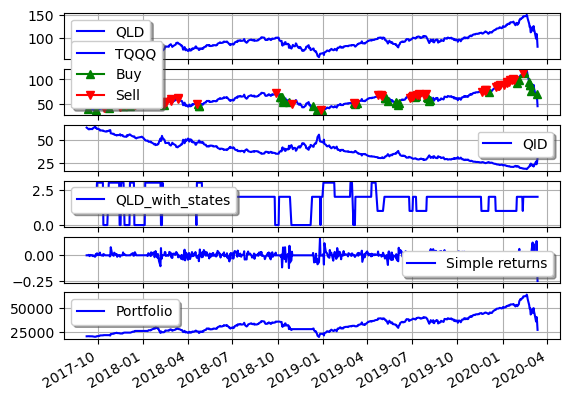 150
100
QLD
TQQQ
Buy
Sell
100
50
50
25
QID
2.5
0.0
QLD_with_states
0.00
−0.25
Simple returns
50000
25000
Portfolio
2017-10
2018-01
2018-04
2018-07
2018-10
2019-01
2019-04
2019-07
2019-10
2020-01
2020-04